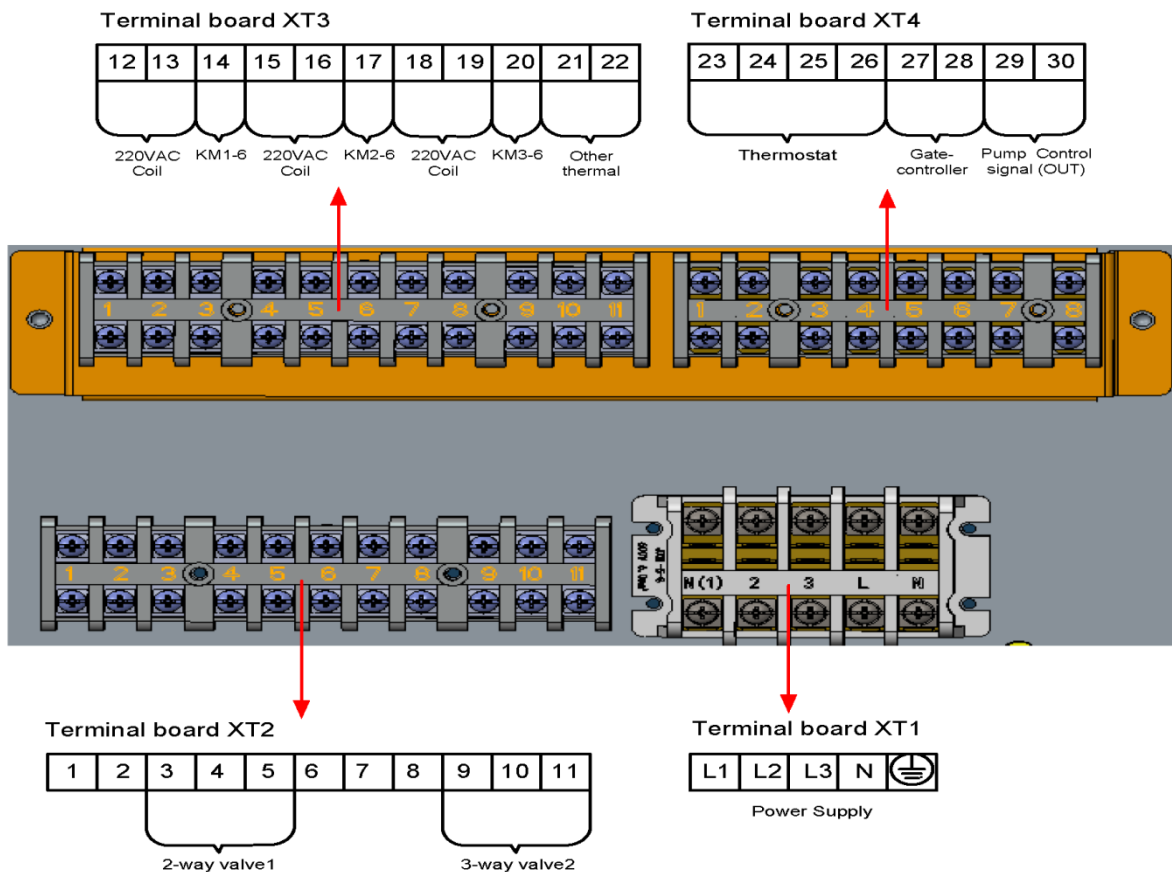 Terminal board XT3
Terminal board XT4
12 13 14 15 16 17 18 19 20 21 22
23 24 25 26 27 28 29 30
220VAC Coil
KM1-6
220VAC Coil
KM2-6
220VAC Coil
KM3-6
Other thermal
Thermostat
Gate-controller
Pump Control signal (OUT)
1 2 3 4 5 6 7 8 9 10 11
1 2 3 4 5 6 7 8
1 2 3 4 5 6 7 8 9 10 11
N(1) 2 3 L N
Terminal board XT2
Terminal board XT1
1 2 3 4 5 6 7 8 9 10 11
L1 L2 L3 N
Power Supply
2-way valve1
3-way valve2